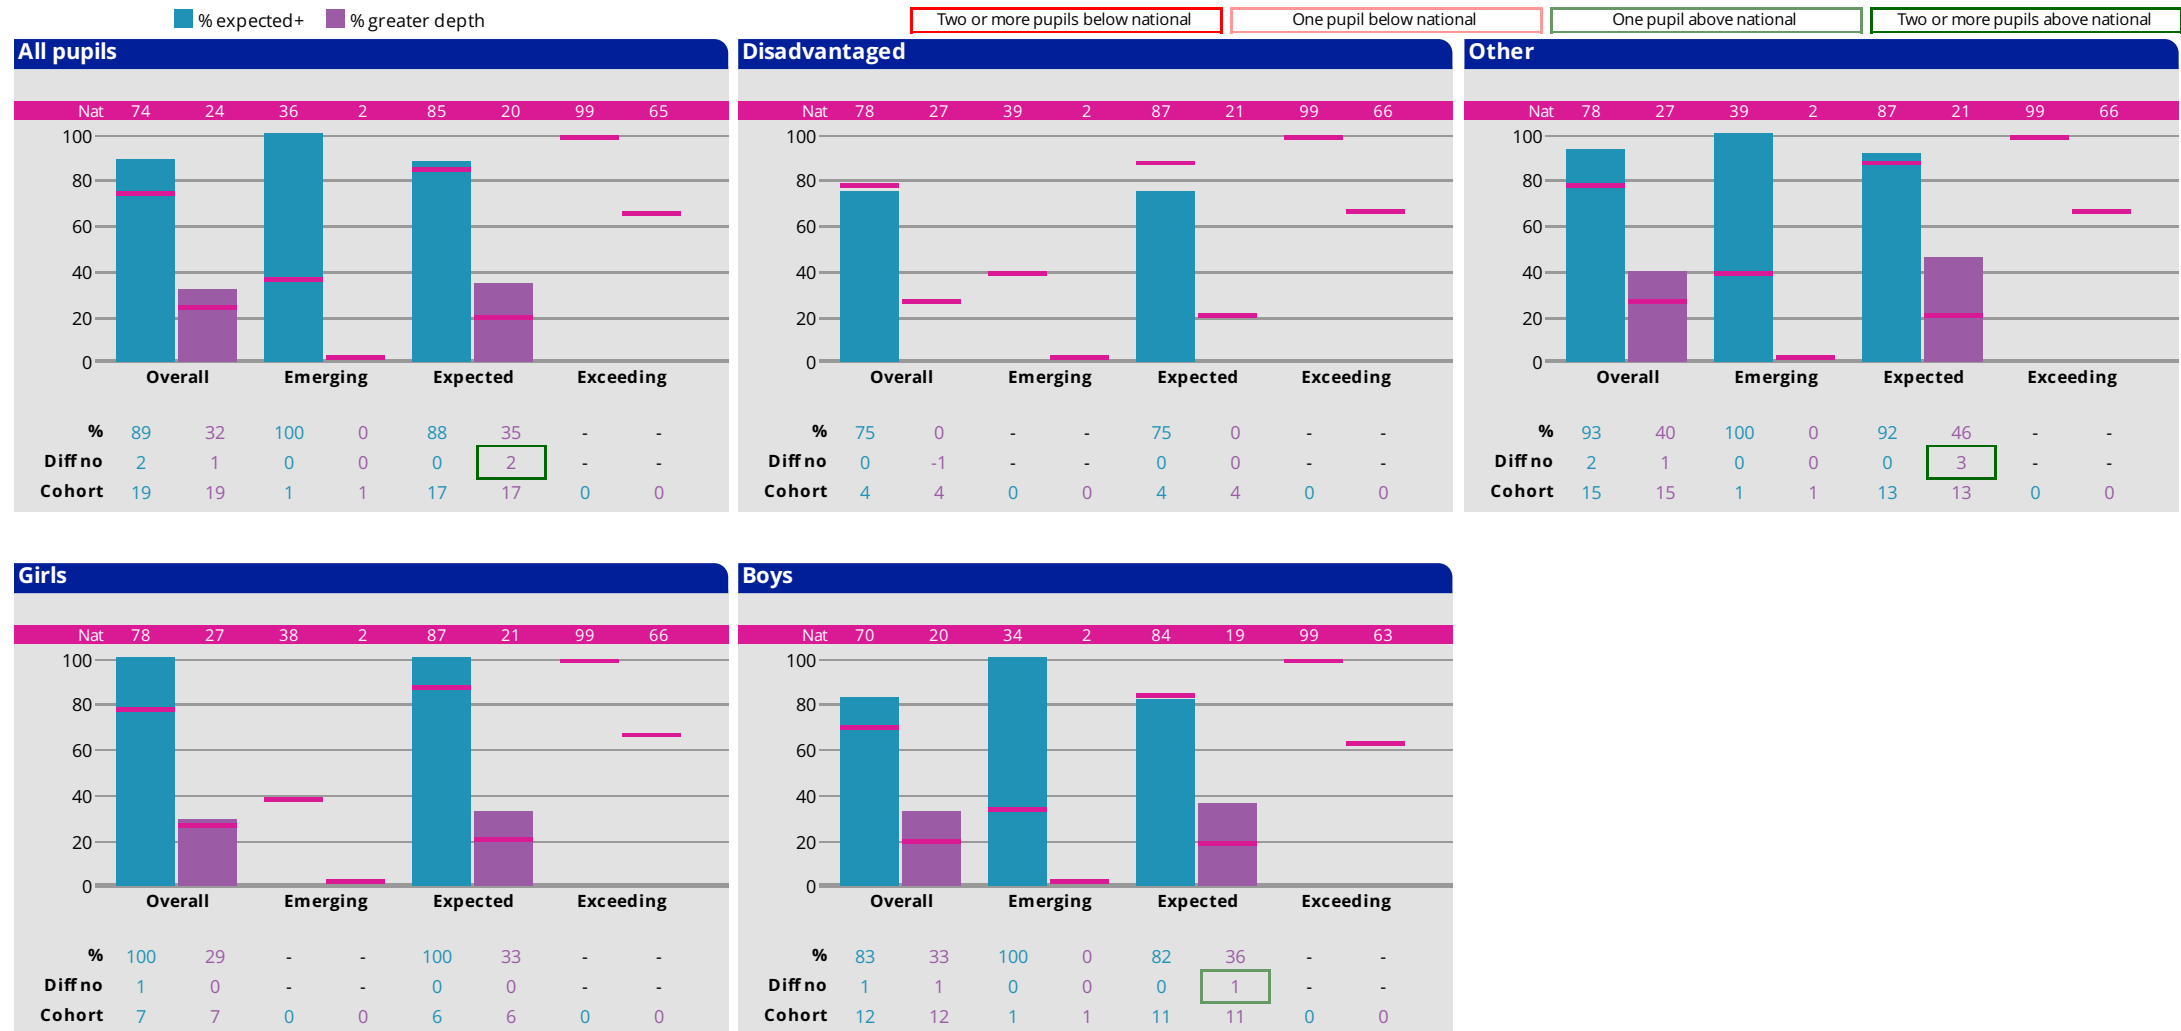 % expected+ % greater depth Two or more pupils below national One pupil below national One pupil above national Two or more pupils above national
All pupils
Nat 74 24 36 2 85 20 99 65
100
80
60
40
20
0
Overall Emerging Expected Exceeding
% 89 32 100 0 88 35 - -
Diff no 2 1 0 0 0 2 - -
Cohort 19 19 1 1 17 17 0 0
Disadvantaged
Nat 78 27 39 2 87 21 99 66
100
80
60
40
20
0
Overall Emerging Expected Exceeding
% 75 0 - - 75 0 - -
Diff no 0 -1 - - 0 0 - -
Cohort 4 4 0 0 4 4 0 0
Other
Nat 78 27 39 2 87 21 99 66
100
80
60
40
20
0
Overall Emerging Expected Exceeding
% 93 40 100 0 92 46 - -
Diff no 2 1 0 0 0 3 - -
Cohort 15 15 1 1 13 13 0 0
Girls
Nat 78 27 38 2 87 21 99 66
100
80
60
40
20
0
Overall Emerging Expected Exceeding
% 100 29 - - 100 33 - -
Diff no 1 0 - - 0 0 - -
Cohort 7 7 0 0 6 6 0 0
Boys
Nat 70 20 34 2 84 19 99 63
100
80
60
40
20
0
Overall Emerging Expected Exceeding
% 83 33 100 0 82 36 - -
Diff no 1 1 0 0 0 1 - -
Cohort 12 12 1 1 11 11 0 0